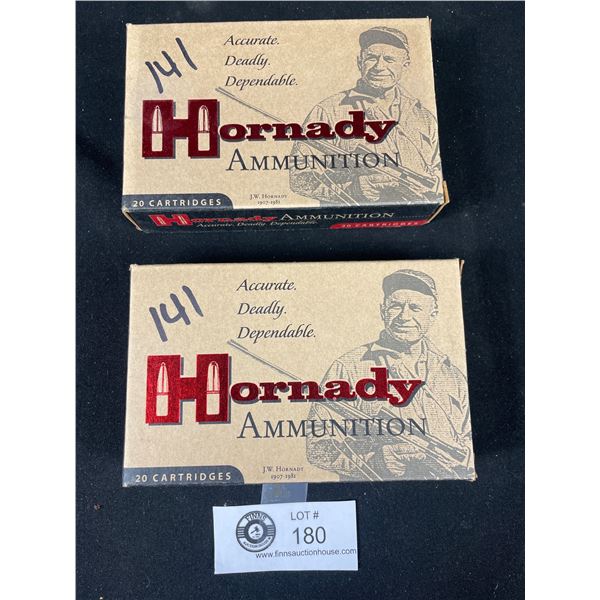 141
Accurate.
Deadly.
Dependable.
Hornady
AMMUNITION
20 CARTRIDGES
J.W. HORNADY
1907-1981
Hornady AMMUNITION
Accurate. Deadly. Dependable.
20 CARTRIDGES
141
Accurate.
Deadly.
Dependable.
Hornady
AMMUNITION
20 CARTRIDGES
J.W. HORNADY
1907-1981
FINNS
LOT #
180
www.finnsauctionhouse.com